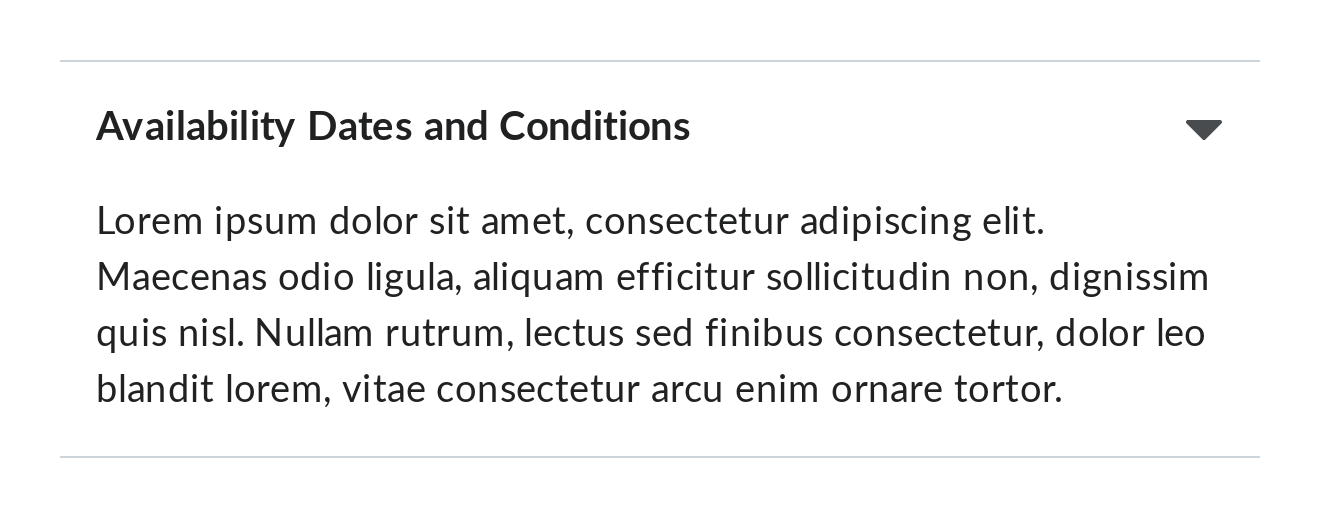 Availability Dates and Conditions
Lorem ipsum dolor sit amet, consectetur adipiscing elit.
Maecenas odio ligula, aliquam efficitur sollicitudin non, dignissim
quis nisl. Nullam rutrum, lectus sed finibus consectetur, dolor leo
blandit lorem, vitae consectetur arcu enim ornare tortor.